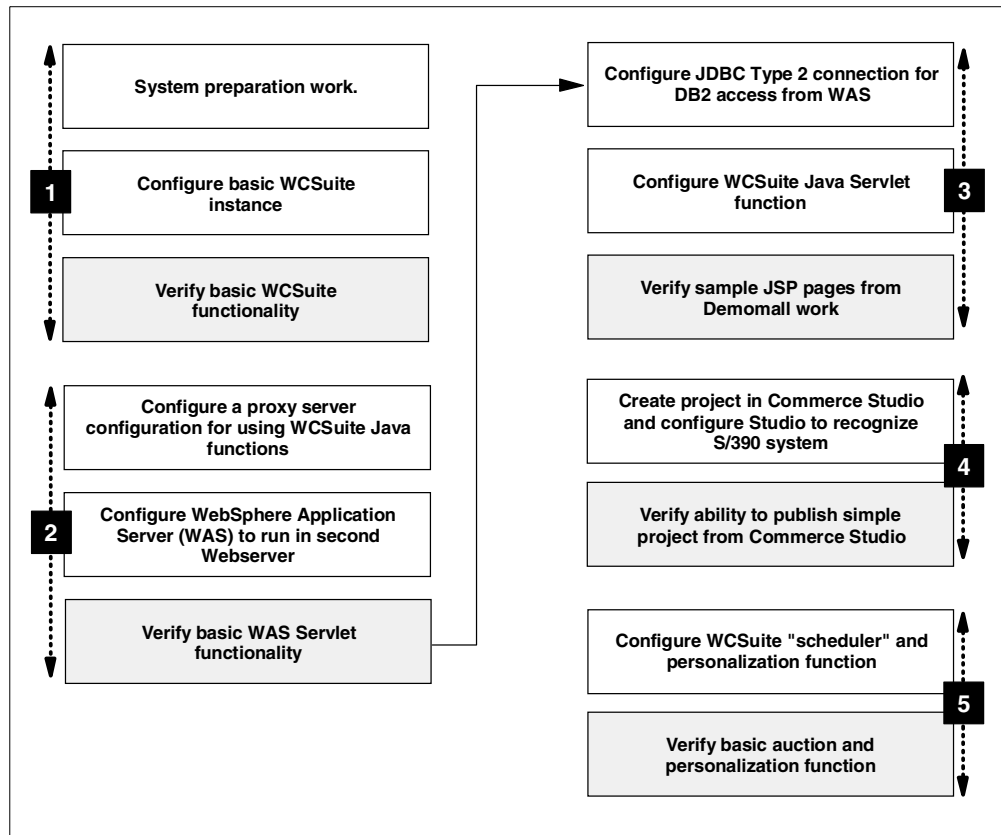 System preparation work.
1
Configure basic WCSuite
instance
Verify basic WCSuite
functionality
Configure a proxy server
configuration for using WCSuite Java
functions
2
Configure WebSphere Application
Server (WAS) to run in second
Webserver
Verify basic WAS Servlet
functionality
Configure JDBC Type 2 connection for
DB2 access from WAS
Configure WCSuite Java Servlet
function
3
Verify sample JSP pages from
Demomall work
Create project in Commerce Studio
and configure Studio to recognize
S/390 system
4
Verify ability to publish simple
project from Commerce Studio
Configure WCSuite "scheduler" and
personalization function
5
Verify basic auction and
personalization function